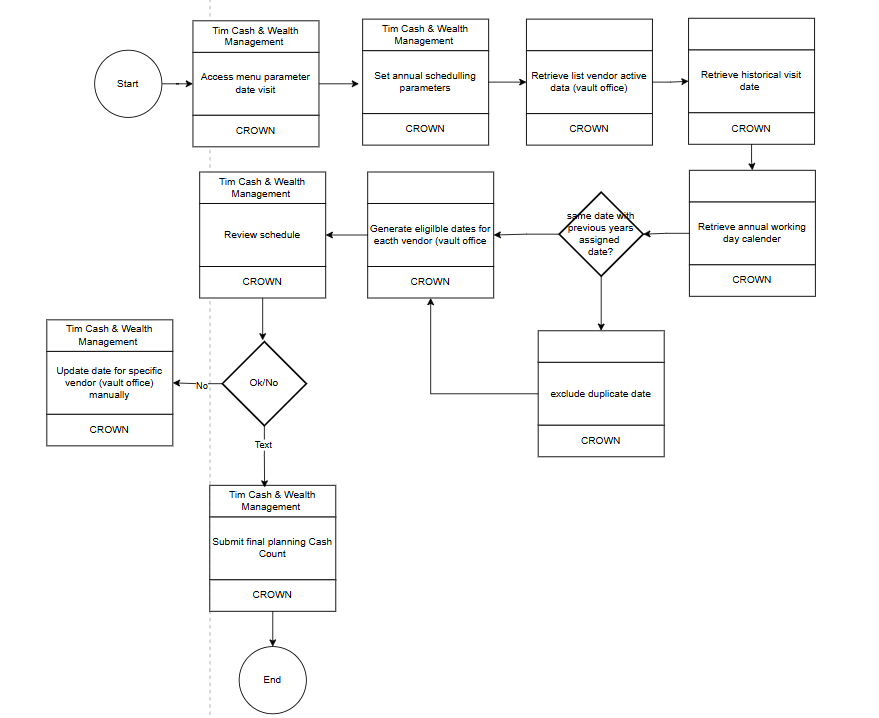 Start
Tim Cash & Wealth
Management
Access menu parameter
date visit
CROWN
Tim Cash & Wealth
Management
Set annual schedulling
parameters
CROWN
Retrieve list vendor active
data (vault office)
CROWN
Retrieve historical visit
date
CROWN
Tim Cash & Wealth
Management
Review schedule
CROWN
Generate eligilble dates for
eacth vendor (vault office
CROWN
same date with
previous years
assigned
date?
Retrieve annual working
day calender
CROWN
Tim Cash & Wealth
Management
Update date for specific
vendor (vault office)
manually
CROWN
No
Ok/No
Text
exclude duplicate date
CROWN
Tim Cash & Wealth
Management
Submit final planning Cash
Count
CROWN
End